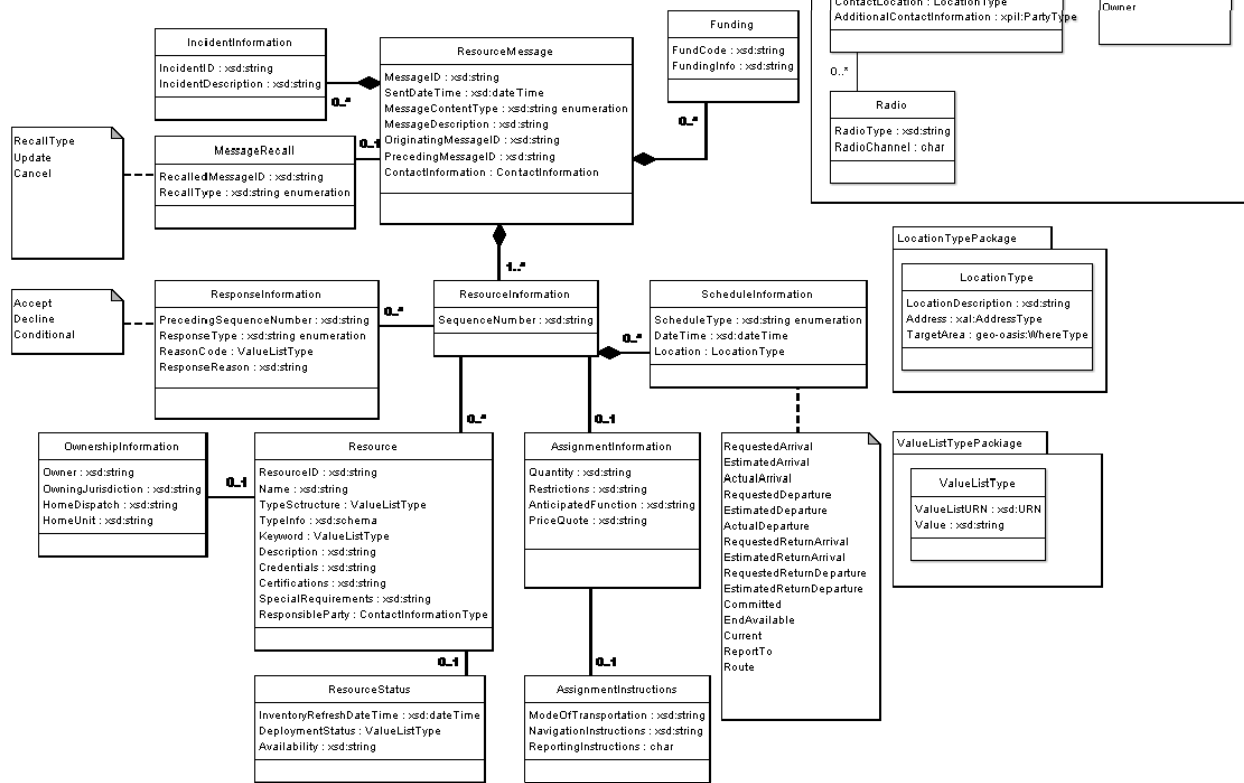 ContactLocation : LocationType
AdditionalContactInformation : xpil:PartyType
Owner
0..*
Radio
RadioType : xsd:string
RadioChannel : char
Funding
FundCode : xsd:string
FundingInfo : xsd:string
0..*
IncidentInformation
IncidentID : xsd:string
IncidentDescription : xsd:string
0..*
ResourceMessage
MessageID : xsd:string
SentDateTime : xsd:dateTime
MessageContentType : xsd:string enumeration
MessageDescription : xsd:string
OriginatingMessageID : xsd:string
PrecedingMessageID : xsd:string
ContactInformation : ContactInformation
RecallType
Update
Cancel
MessageRecall
RecalledMessageID : xsd:string
RecallType : xsd:string enumeration
0..1
1..*
Accept
Decline
Conditional
ResponseInformation
PrecedingSequenceNumber : xsd:string
ResponseType : xsd:string enumeration
ReasonCode : ValueListType
ResponseReason : xsd:string
0..*
ResourceInformation
SequenceNumber : xsd:string
0..*
ScheduleInformation
ScheduleType : xsd:string enumeration
DateTime : xsd:dateTime
Location : LocationType
LocationTypePackage
LocationType
LocationDescription : xsd:string
Address : xal:AddressType
TargetArea : geo-oasis:WhereType
0..*
0..1
OwnershipInformation
Owner : xsd:string
OwningJurisdiction : xsd:string
HomeDispatch : xsd:string
HomeUnit : xsd:string
0..1
Resource
ResourceID : xsd:string
Name : xsd:string
TypeSctructure : ValueListType
TypeInfo : xsd:schema
Keyword : ValueListType
Description : xsd:string
Credentials : xsd:string
Certifications : xsd:string
SpecialRequirements : xsd:string
ResponsibleParty : ContactInformationType
AssignmentInformation
Quantity : xsd:string
Restrictions : xsd:string
AnticipatedFunction : xsd:string
PriceQuote : xsd:string
RequestedArrival
EstimatedArrival
ActualArrival
RequestedDeparture
EstimatedDeparture
ActualDeparture
RequestedReturnArrival
EstimatedReturnArrival
RequestedReturnDeparture
EstimatedReturnDeparture
Committed
EndAvailable
Current
ReportTo
Route
ValueListTypePackiage
ValueListType
ValueListURN : xsd:URN
Value : xsd:string
0..1
0..1
ResourceStatus
InventoryRefreshDateTime : xsd:dateTime
DeploymentStatus : ValueListType
Availability : xsd:string
AssignmentInstructions
ModeOfTransportation : xsd:string
NavigationInstructions : xsd:string
ReportingInstructions : char